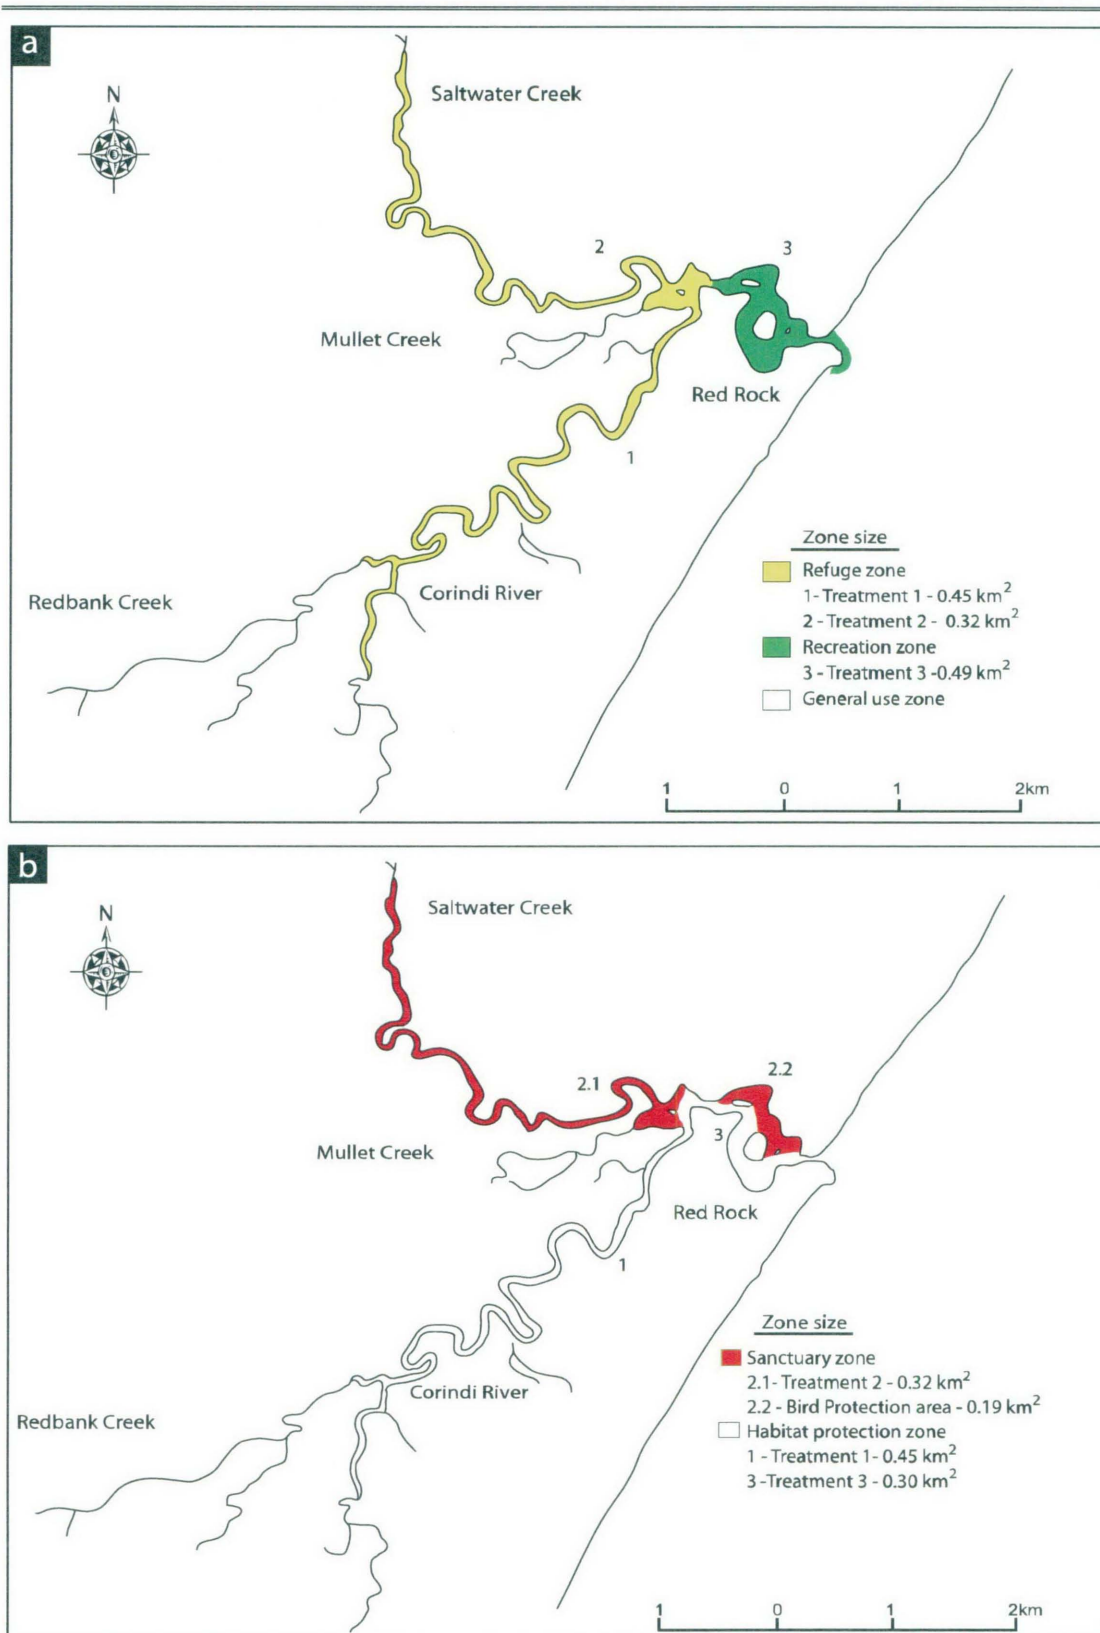 a
N
Saltwater Creek
2
3
Mullet Creek
Red Rock
1
Zone size
Refuge zone
1- Treatment 1 - 0.45 km²
2 - Treatment 2 - 0.32 km²
Recreation zone
3 - Treatment 3 -0.49 km²
General use zone
Corindi River
Redbank Creek
1 0 1 2km
b
N
Saltwater Creek
2.1
2.2
3
Mullet Creek
Red Rock
1
Zone size
Sanctuary zone
2.1- Treatment 2 - 0.32 km²
2.2 - Bird Protection area - 0.19 km²
Habitat protection zone
1 - Treatment 1- 0.45 km²
3 -Treatment 3 - 0.30 km²
Corindi River
Redbank Creek
1 0 1 2km